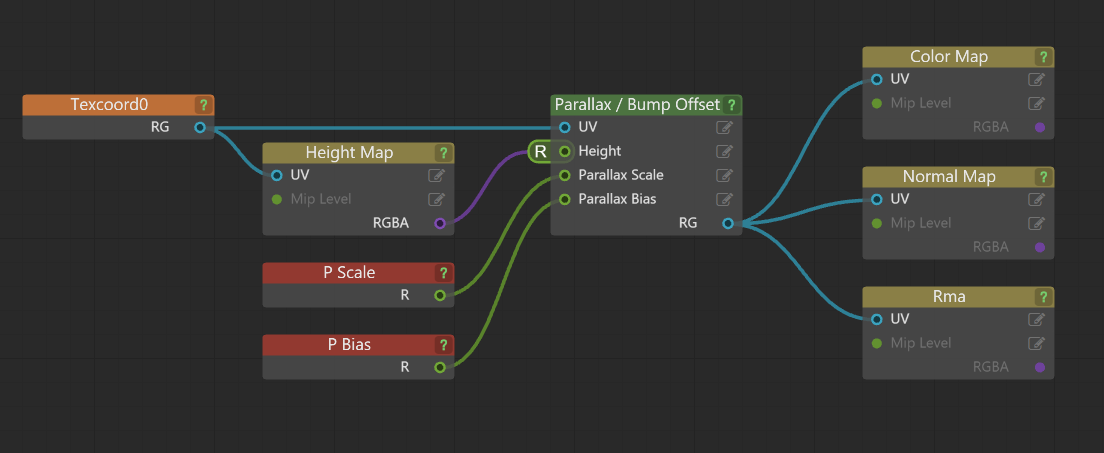 Texcoord0 ?
RG
Height Map ?
UV
Mip Level
RGBA
P Scale ?
R
P Bias ?
R
Parallax / Bump Offset ?
UV
R Height
Parallax Scale
Parallax Bias
RG
Color Map ?
UV
Mip Level
RGBA
Normal Map ?
UV
Mip Level
RGBA
Rma ?
UV
Mip Level
RGBA